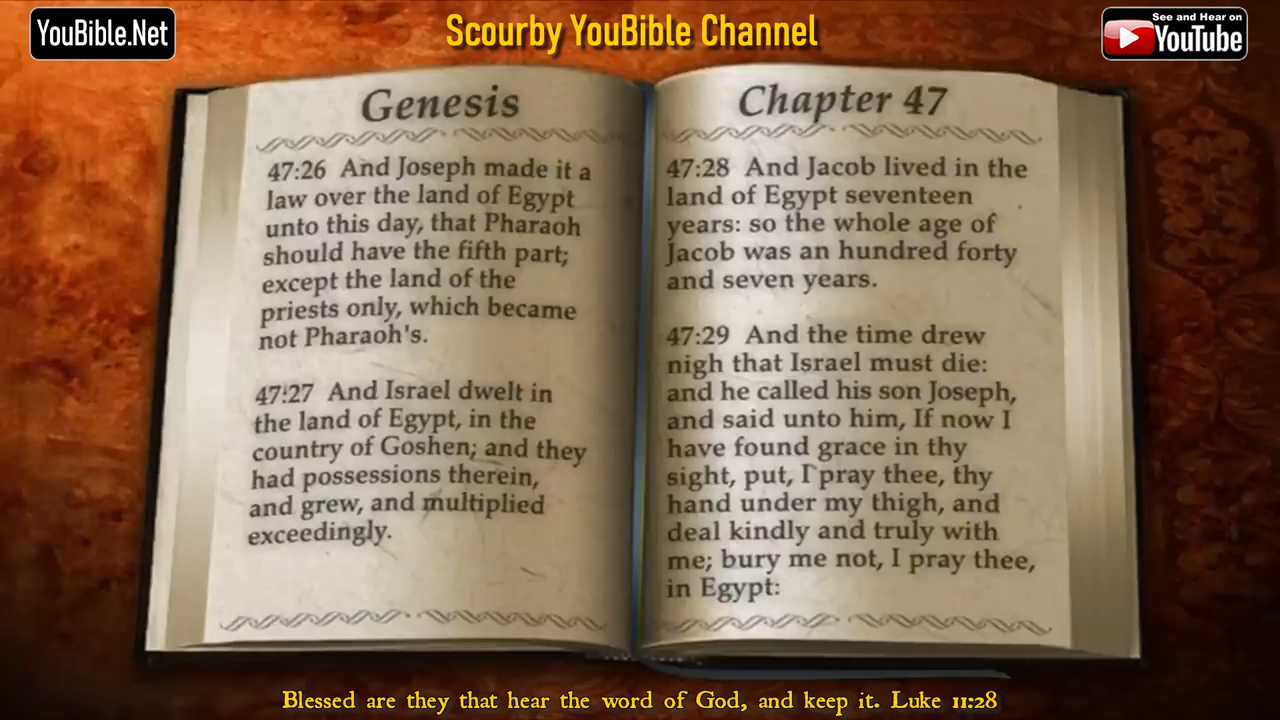 YouBible.Net
Scourby YouBible Channel
See and Hear on
YouTube
Genesis
47:26 And Joseph made it a
law over the land of Egypt
unto this day, that Pharaoh
should have the fifth part;
except the land of the
priests only, which became
not Pharaoh's.
47:27 And Israel dwelt in
the land of Egypt, in the
country of Goshen; and they
had possessions therein,
and grew, and multiplied
exceedingly.
Chapter 47
47:28 And Jacob lived in the
land of Egypt seventeen
years: so the whole age of
Jacob was an hundred forty
and seven years.
47:29 And the time drew
nigh that Israel must die:
and he called his son Joseph,
and said unto him, If now I
have found grace in thy
sight, put, I pray thee, thy
hand under my thigh, and
deal kindly and truly with
me; bury me not, I pray thee,
in Egypt:
Blessed are they that hear the word of God, and keep it. Luke 11:28